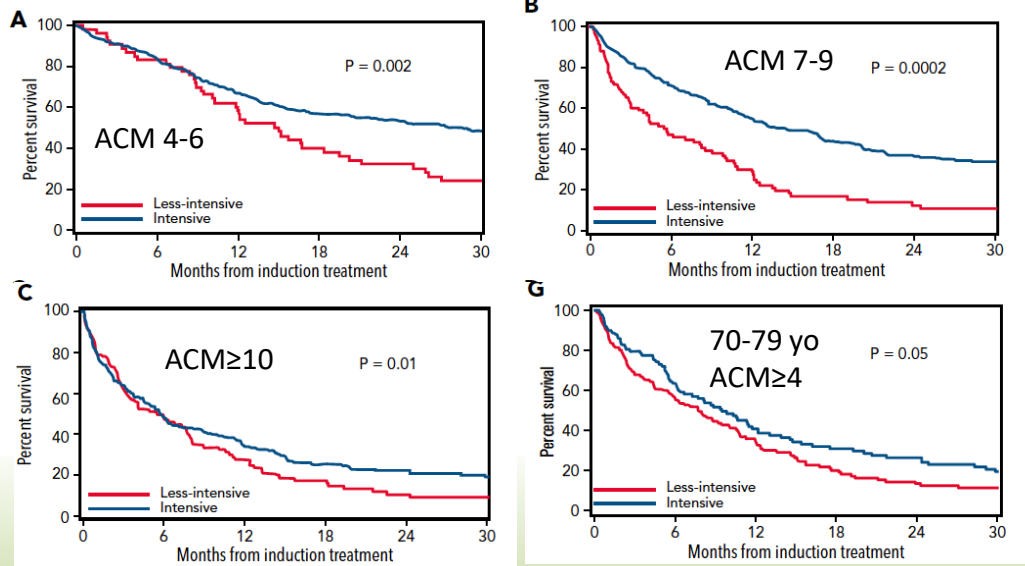 A
100
80
60
40
20
0
Percent survival
P = 0.002
ACM 4-6
Less-intensive
Intensive
0 6 12 18 24 30
Months from induction treatment
B
100
80
60
40
20
0
Percent survival
ACM 7-9
P = 0.0002
Less-intensive
Intensive
0 6 12 18 24 30
Months from induction treatment
C
100
80
60
40
20
0
Percent survival
ACM≥10
P = 0.01
Less-intensive
Intensive
0 6 12 18 24 30
Months from induction treatment
G
100
80
60
40
20
0
Percent survival
70-79 yo
ACM≥4
P = 0.05
Less-intensive
Intensive
0 6 12 18 24 30
Months from induction treatment